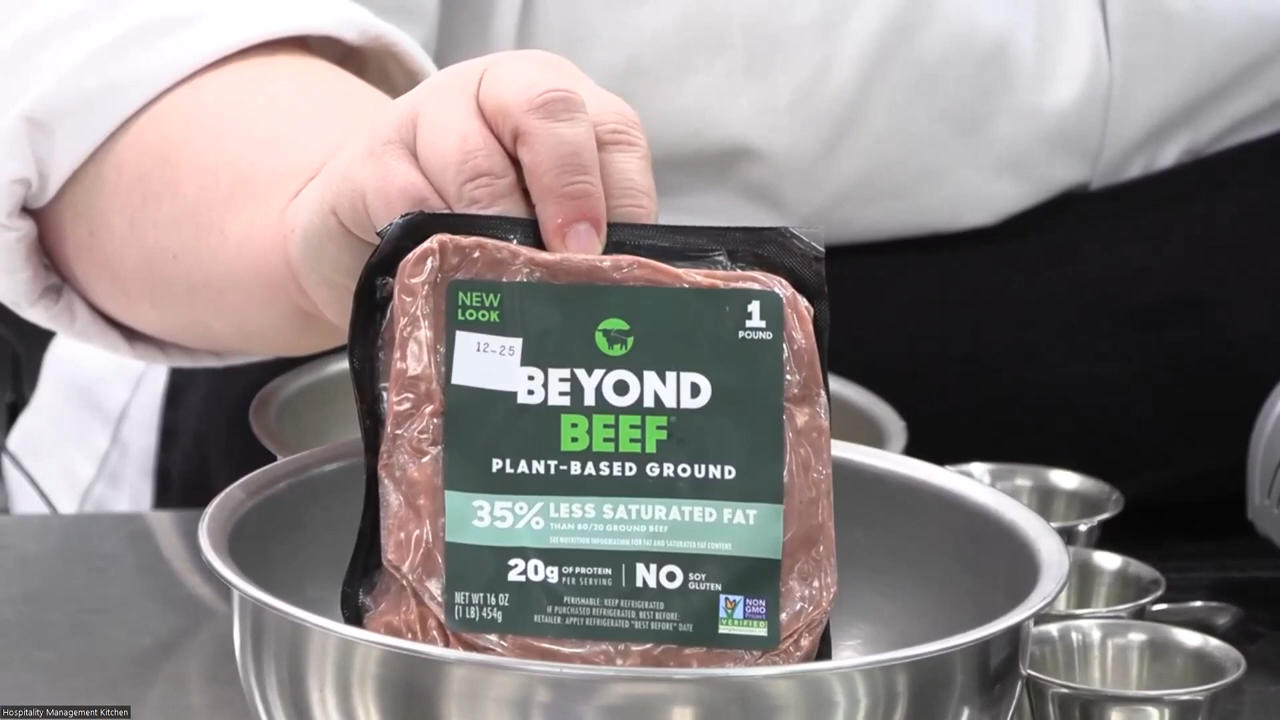 NEW
LOOK
1
POUND
12-25
BEYOND
BEEF
PLANT-BASED GROUND
35% LESS SATURATED FAT
THAN 80/20 GROUND BEEF
SEE NUTRITION INFORMATION FOR FAT AND SATURATED FAT CONTENT
20g OF PROTEIN
PER SERVING
NO SOY
GLUTEN
NET WT 16 OZ
(1 LB) 454g
PERISHABLE: KEEP REFRIGERATED
IF PURCHASED REFRIGERATED, BEST BEFORE:
RETAILER: APPLY REFRIGERATED "BEST BEFORE" DATE
NON
GMO
Project
VERIFIED
Hospitality Management Kitchen